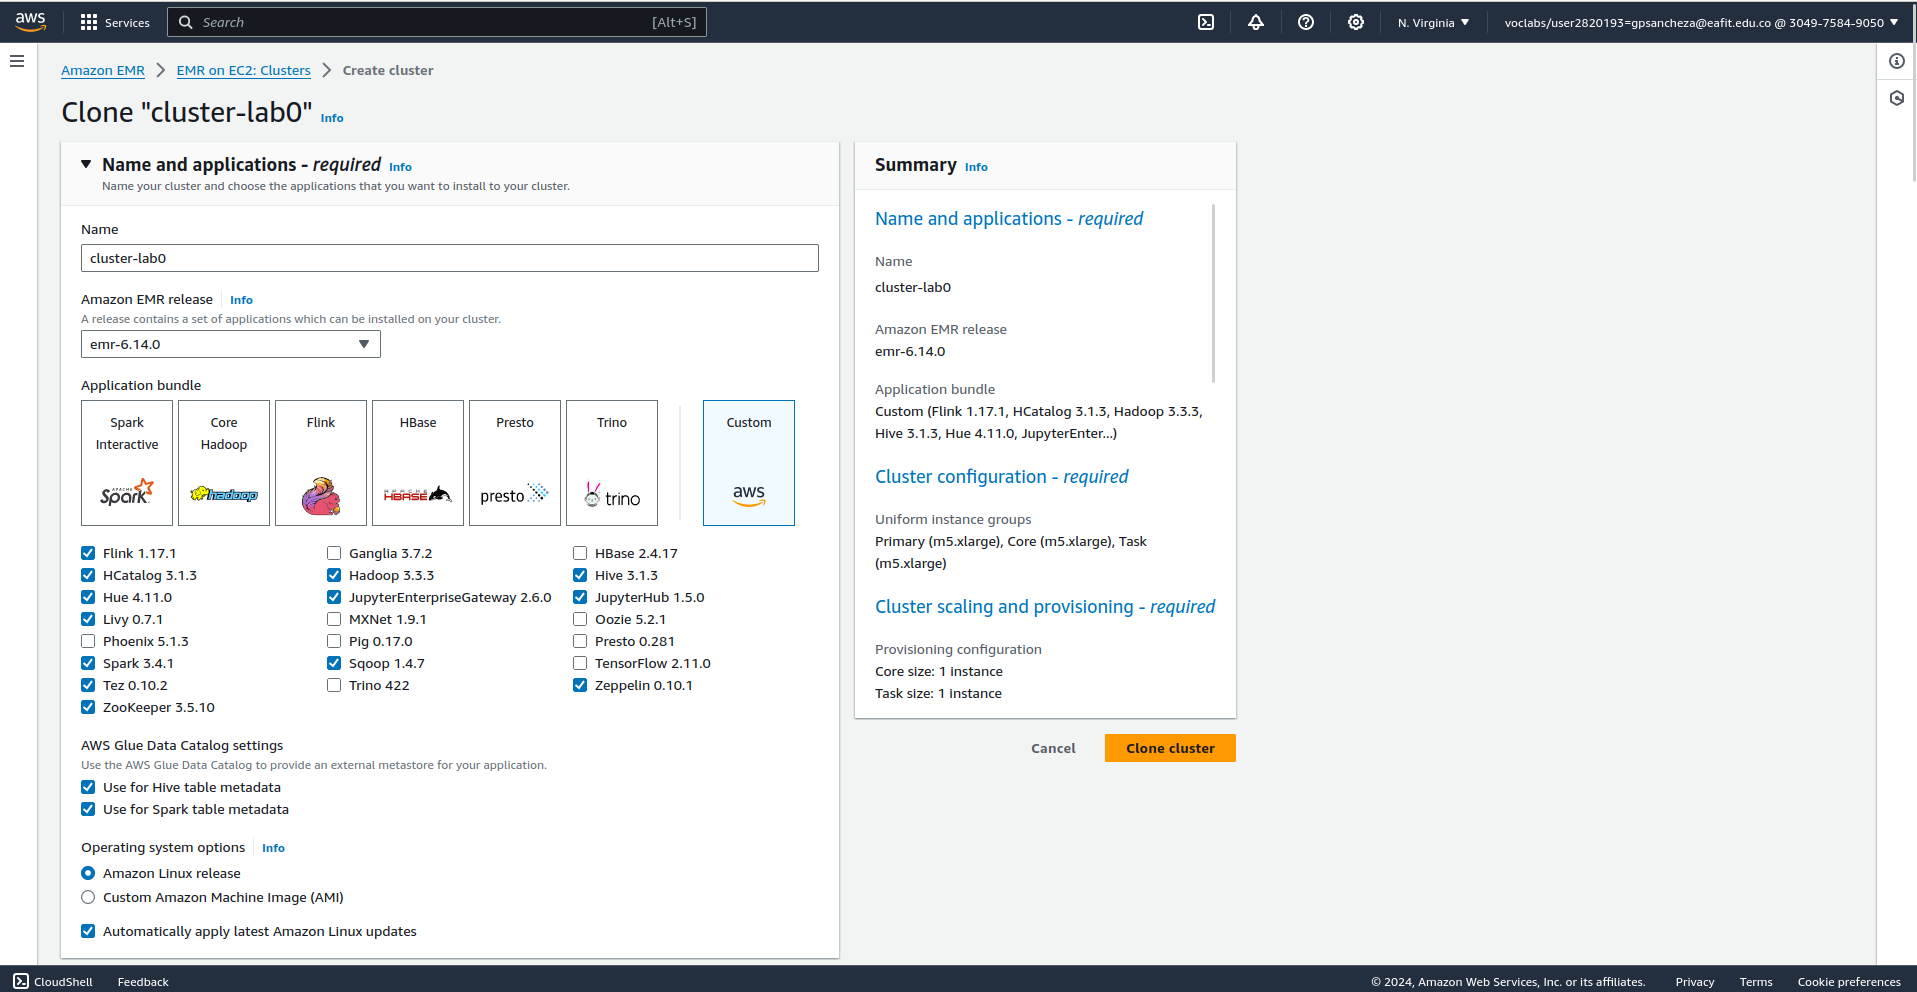 aws
Services
Search
[Alt+S]
N. Virginia
voclabs/user2820193=gpsancheza@eafit.edu.co @ 3049-7584-9050
Amazon EMR
EMR on EC2: Clusters
Create cluster
Clone "cluster-lab0" Info
Name and applications - required Info
Name your cluster and choose the applications that you want to install to your cluster.
Name
cluster-lab0
Amazon EMR release Info
A release contains a set of applications which can be installed on your cluster.
emr-6.14.0
Application bundle
Spark Interactive
APACHE Spark
Core Hadoop
hadoop
Flink
HBase
APACHE HBASE
Presto
presto
Trino
trino
Custom
aws
Flink 1.17.1
Ganglia 3.7.2
HBase 2.4.17
HCatalog 3.1.3
Hadoop 3.3.3
Hive 3.1.3
Hue 4.11.0
JupyterEnterpriseGateway 2.6.0
JupyterHub 1.5.0
Livy 0.7.1
MXNet 1.9.1
Oozie 5.2.1
Phoenix 5.1.3
Pig 0.17.0
Presto 0.281
Spark 3.4.1
Sqoop 1.4.7
TensorFlow 2.11.0
Tez 0.10.2
Trino 422
Zeppelin 0.10.1
ZooKeeper 3.5.10
AWS Glue Data Catalog settings
Use the AWS Glue Data Catalog to provide an external metastore for your application.
Use for Hive table metadata
Use for Spark table metadata
Operating system options Info
Amazon Linux release
Custom Amazon Machine Image (AMI)
Automatically apply latest Amazon Linux updates
Summary Info
Name and applications - required
Name
cluster-lab0
Amazon EMR release
emr-6.14.0
Application bundle
Custom (Flink 1.17.1, HCatalog 3.1.3, Hadoop 3.3.3,
Hive 3.1.3, Hue 4.11.0, JupyterEnter...)
Cluster configuration - required
Uniform instance groups
Primary (m5.xlarge), Core (m5.xlarge), Task
(m5.xlarge)
Cluster scaling and provisioning - required
Provisioning configuration
Core size: 1 instance
Task size: 1 instance
Cancel
Clone cluster
CloudShell
Feedback
© 2024, Amazon Web Services, Inc. or its affiliates.
Privacy
Terms
Cookie preferences